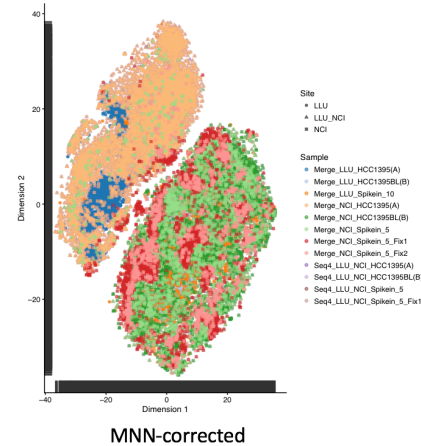 40
20
0
−20
−40
−20
0
20
Dimension 2
Dimension 1
Site
LLU
LLU_NCI
NCI
Sample
Merge_LLU_HCC1395(A)
Merge_LLU_HCC1395BL(B)
Merge_LLU_Spikein_10
Merge_NCI_HCC1395(A)
Merge_NCI_HCC1395BL(B)
Merge_NCI_Spikein_5
Merge_NCI_Spikein_5_Fix1
Merge_NCI_Spikein_5_Fix2
Seq4_LLU_NCI_HCC1395(A)
Seq4_LLU_NCI_HCC1395BL(B
Seq4_LLU_NCI_Spikein_5
Seq4_LLU_NCI_Spikein_5_Fix1
MNN-corrected